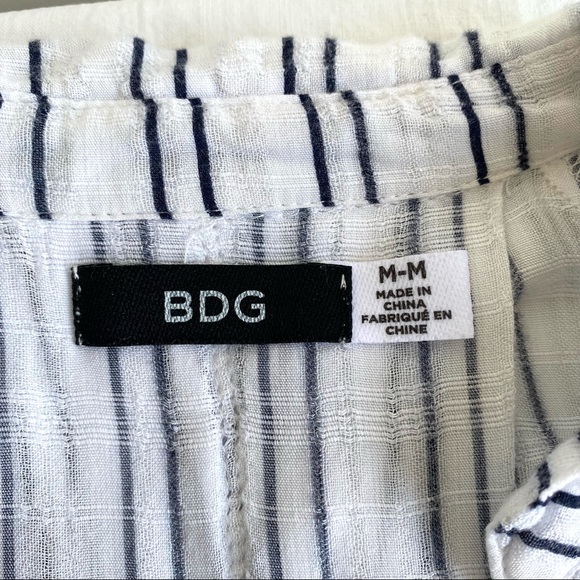 BDG
A
M-M
MADE IN
CHINA
FABRIQUÉ EN
CHINE